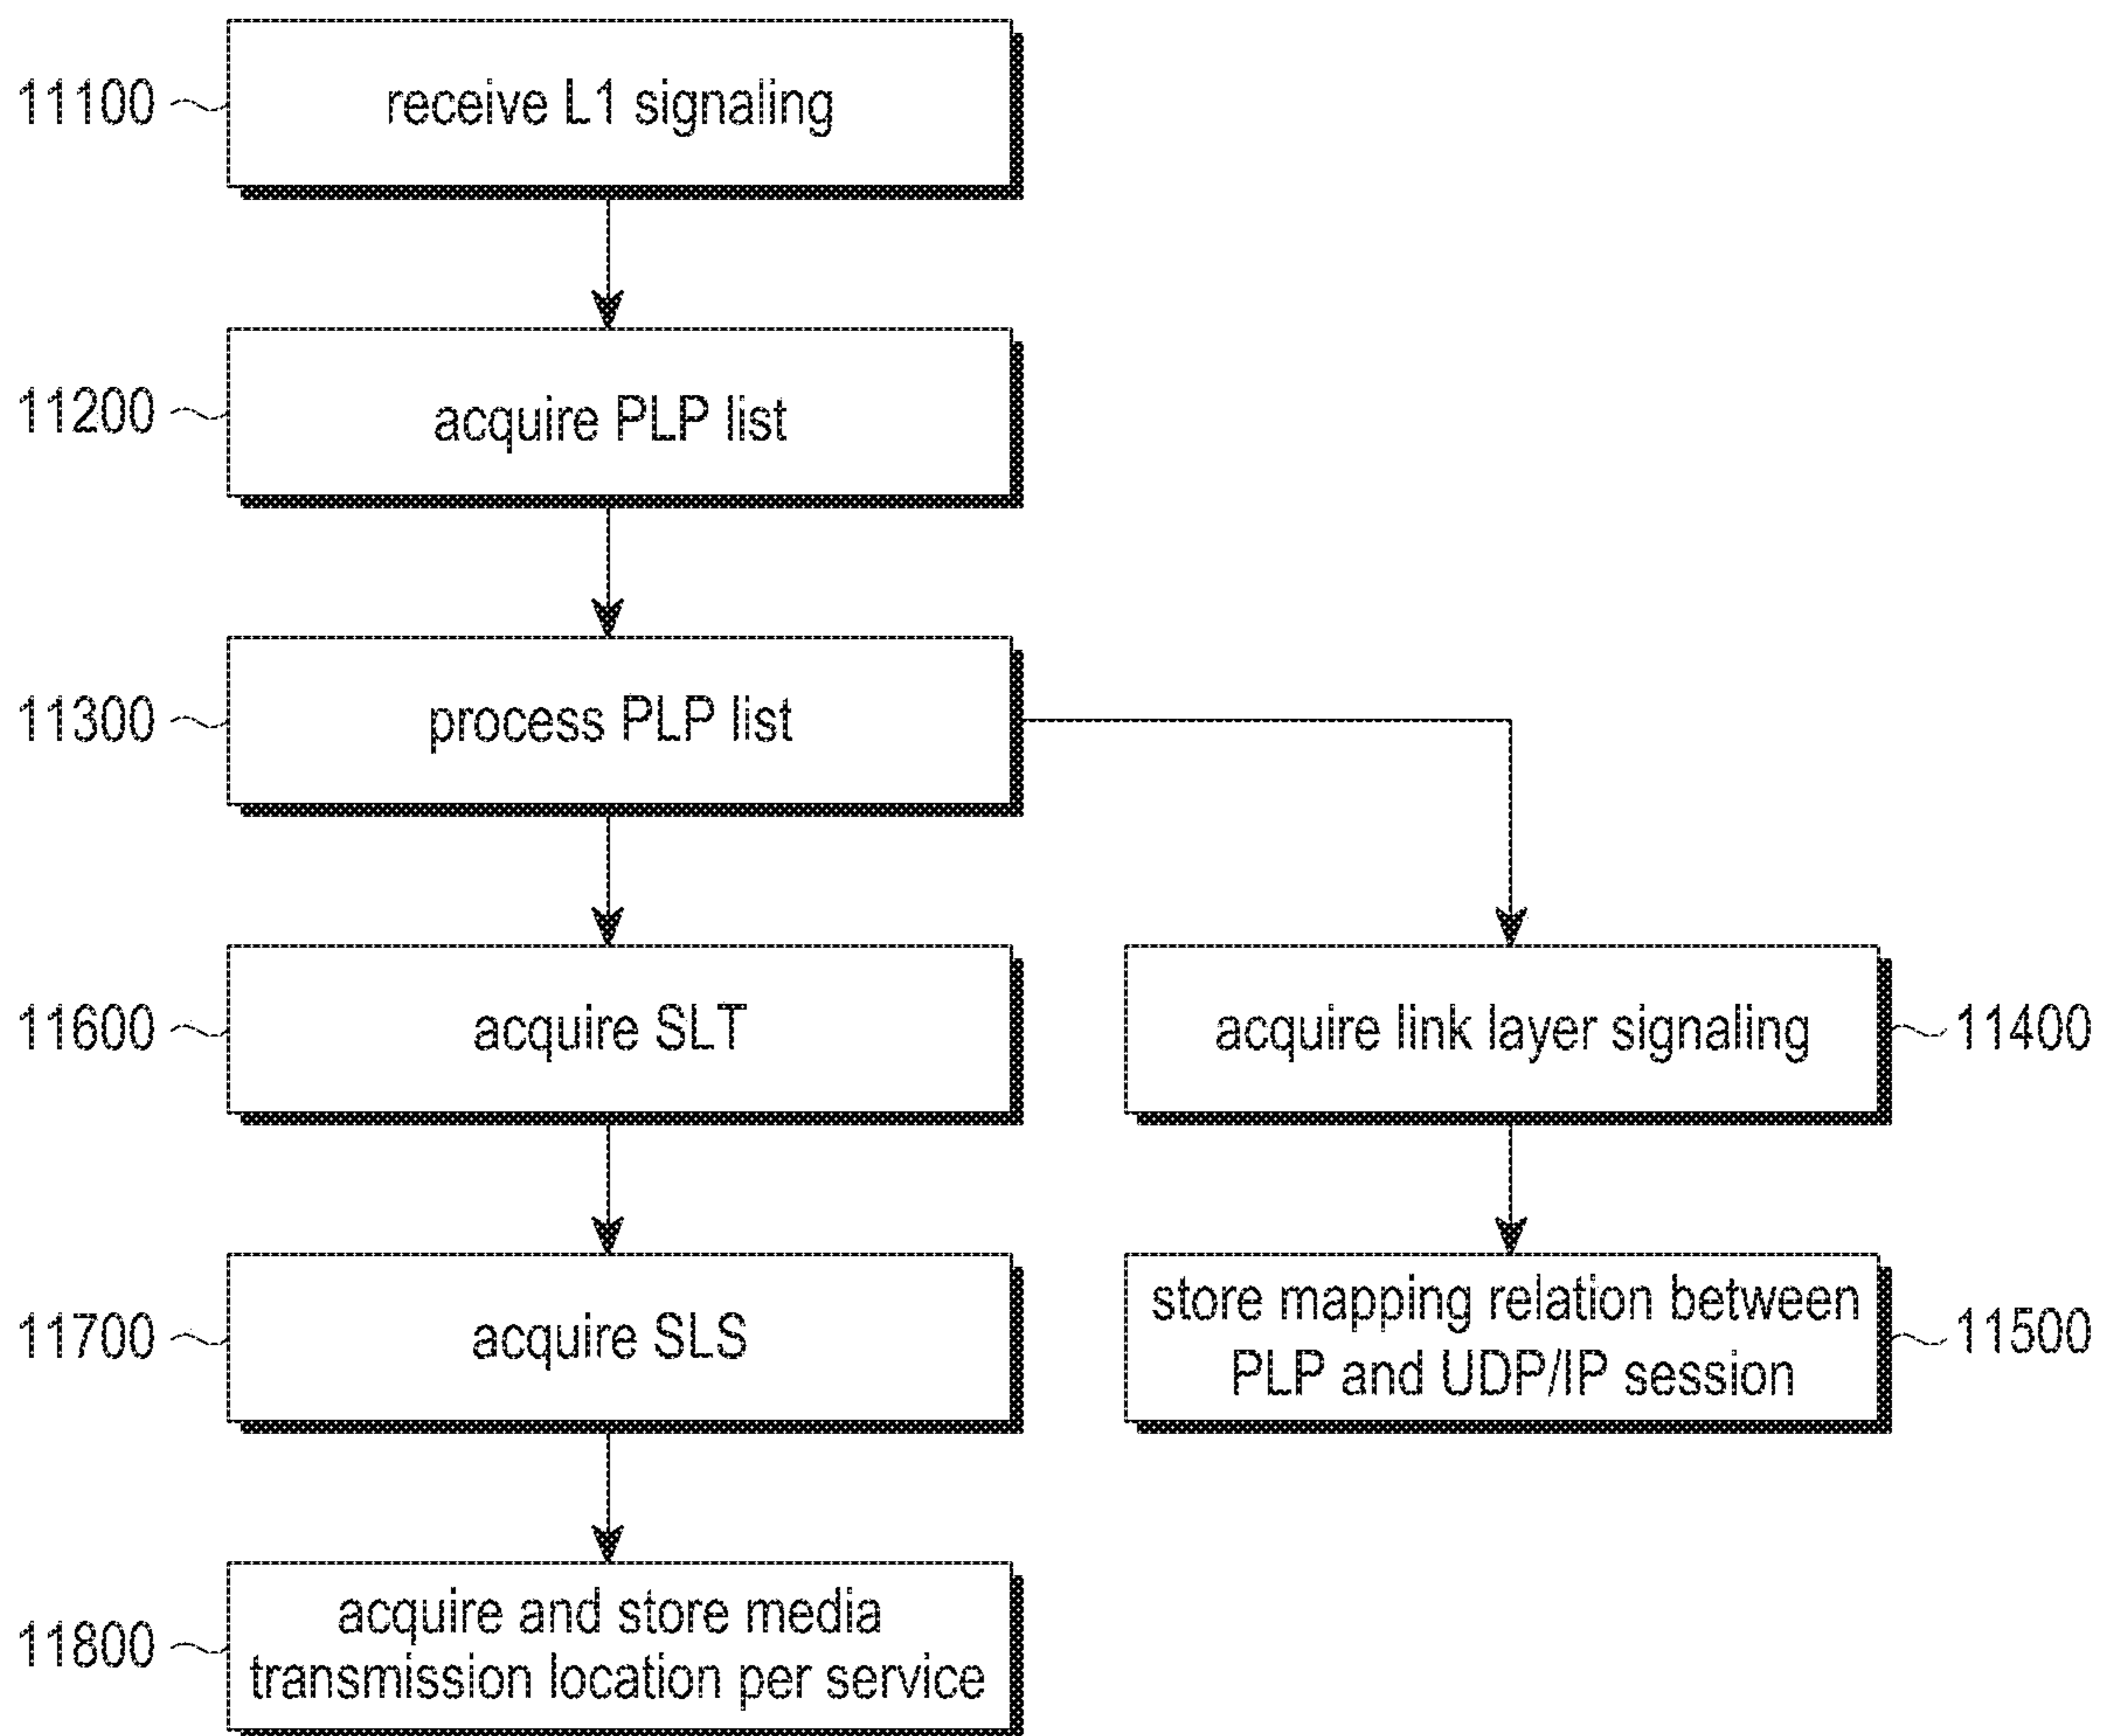 11100
receive L1 signaling
11200
acquire PLP list
11300
process PLP list
11600
acquire SLT
acquire link layer signaling
11400
11700
acquire SLS
store mapping relation between
PLP and UDP/IP session
11500
11800
acquire and store media
transmission location per service